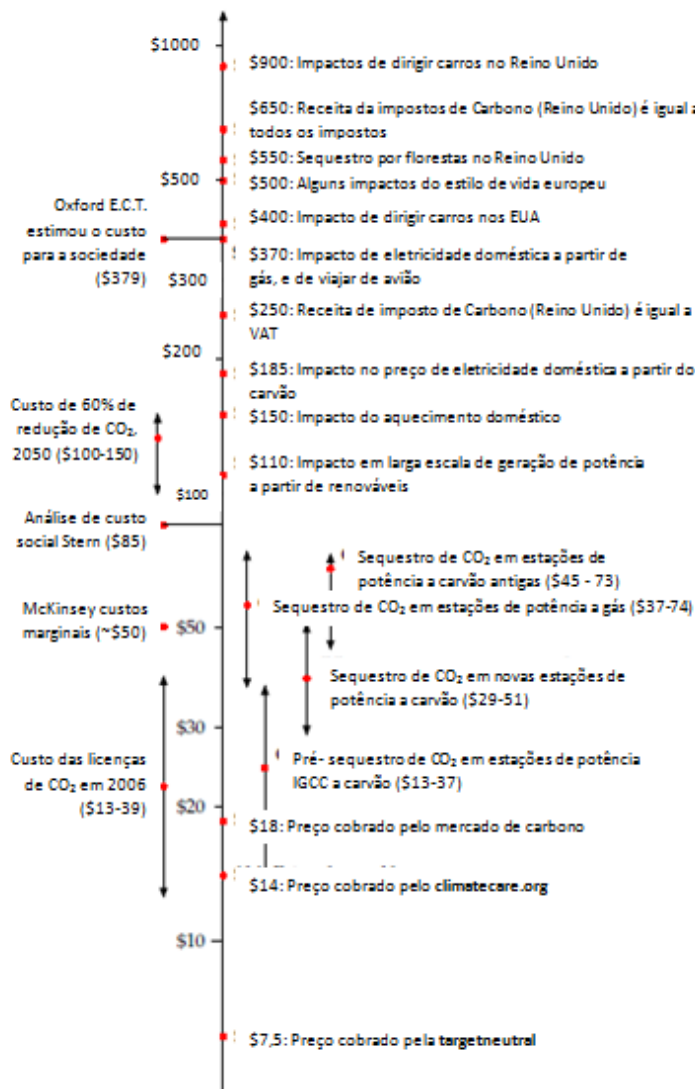 $1000
$900: Impactos de dirigir carros no Reino Unido
$650: Receita da impostos de Carbono (Reino Unido) é igual a
todos os impostos
$550: Sequestro por florestas no Reino Unido
$500
$500: Alguns impactos do estilo de vida europeu
Oxford E.C.T.
estimou o custo
para a sociedade
($379)
$400: Impacto de dirigir carros nos EUA
$370: Impacto de eletricidade doméstica a partir de
gás, e de viajar de avião
$300
$250: Receita de imposto de Carbono (Reino Unido) é igual a
VAT
$200
$185: Impacto no preço de eletricidade doméstica a partir do
carvão
Custo de 60% de
redução de CO₂,
2050 ($100-150)
$150: Impacto do aquecimento doméstico
$110: Impacto em larga escala de geração de potência
a partir de renováveis
$100
Análise de custo
social Stern ($85)
Sequestro de CO₂ em estações de
potência a carvão antigas ($45 - 73)
McKinsey custos
marginais (~$50)
Sequestro de CO₂ em estações de potência a gás ($37-74)
$50
Sequestro de CO₂ em novas estações de
potência a carvão ($29-51)
$30
Custo das licenças
de CO₂ em 2006
($13-39)
Pré- sequestro de CO₂ em estações de potência
IGCC a carvão ($13-37)
$20
$18: Preço cobrado pelo mercado de carbono
$14: Preço cobrado pelo climatecare.org
$10
$7,5: Preço cobrado pela targetneutral